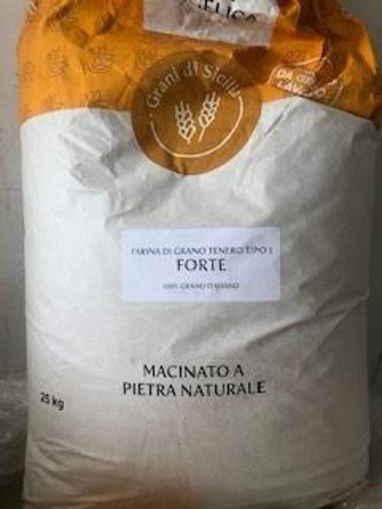 Grani di Sicilia
FARINA DI GRANO TENERO TIPO 1
FORTE
100% GRANO ITALIANO
MACINATO A
PIETRA NATURALE
25 kg